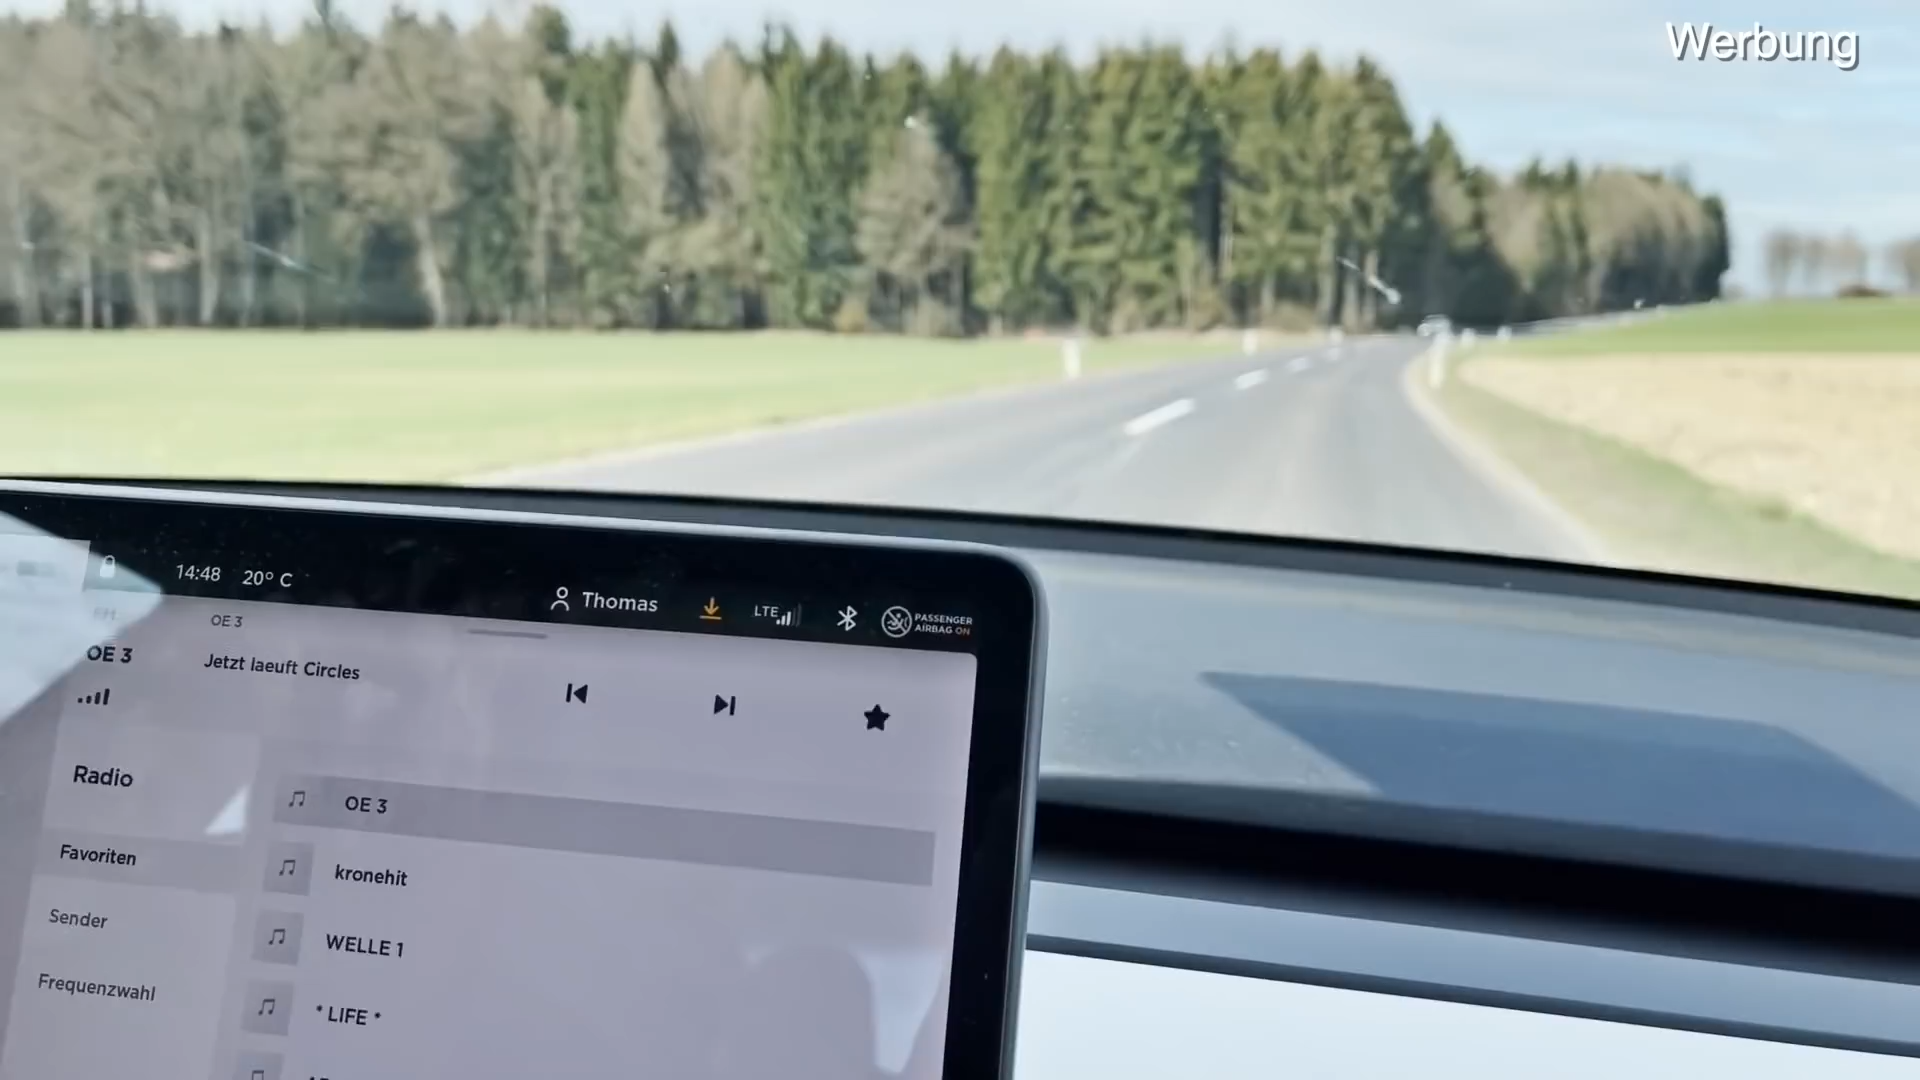 Werbung
14:48 20° C Thomas LTE PASSENGER
AIRBAG ON
OE 3
OE 3
Jetzt laeuft Circles
Radio
Favoriten
Sender
Frequenzwahl
OE 3
kronehit
WELLE 1
* LIFE *